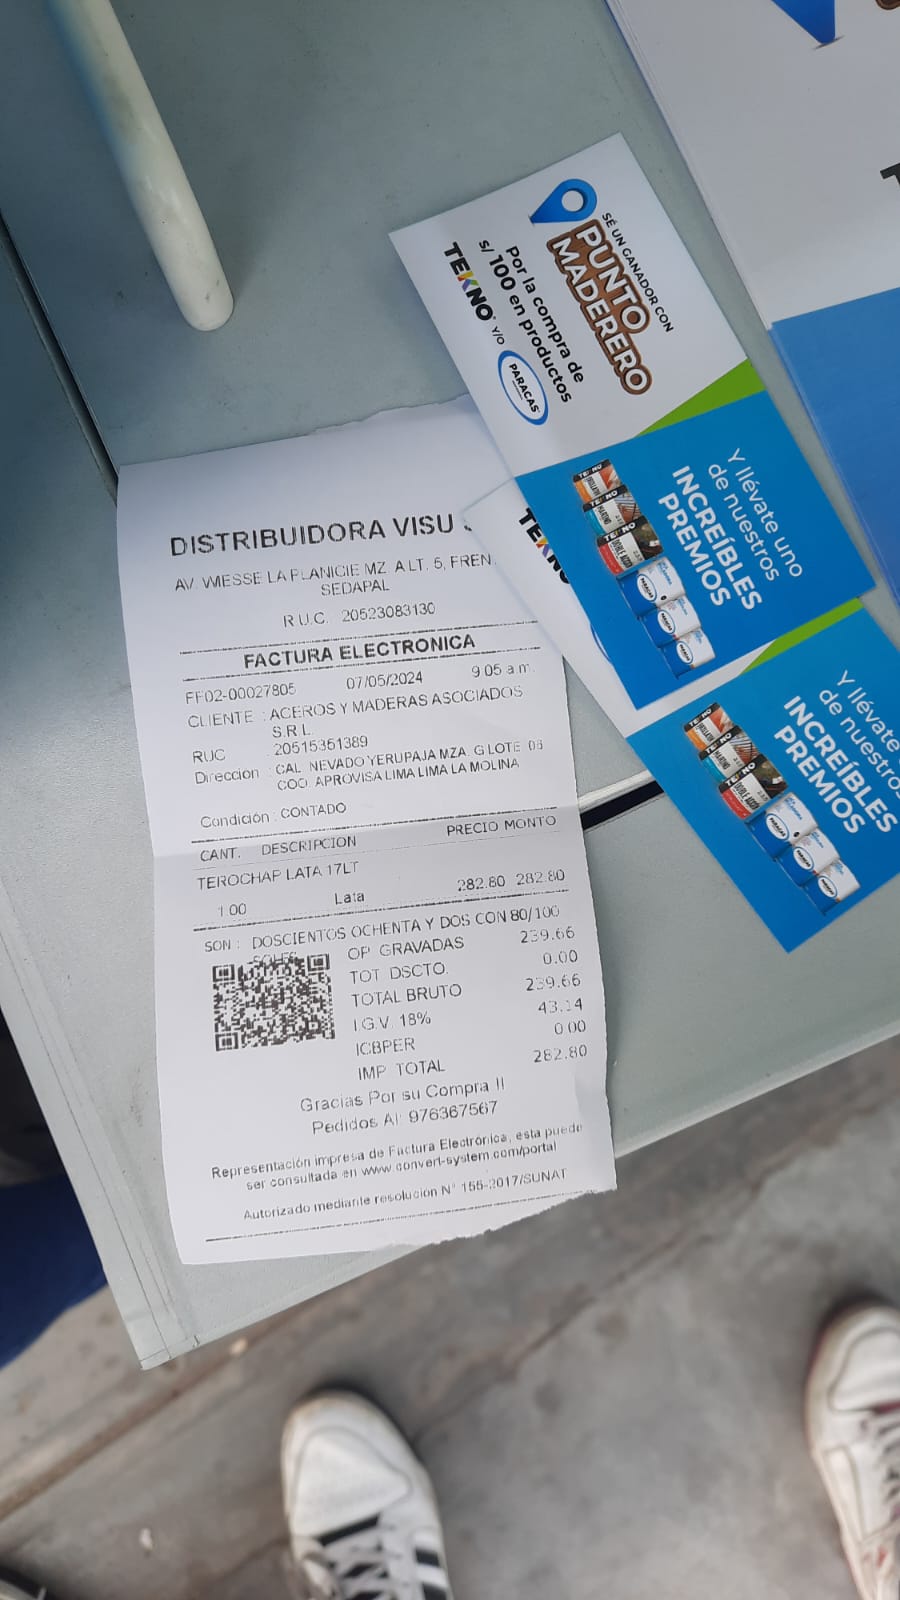 DISTRIBUIDORA VISU
AV. WIESSE LA PLANICIE MZ. A LT. 5, FREN
SEDAPAL
R.U.C. 20523083130
FACTURA ELECTRONICA
FF02-00027805 07/05/2024 9:05 a.m.
CLIENTE : ACEROS Y MADERAS ASOCIADOS
S.R.L.
RUC 20515351389
Direccion : CAL. NEVADO YERUPAJA MZA. G LOTE. 06
COO. APROVISA LIMA LIMA LA MOLINA
Condición : CONTADO
CANT. DESCRIPCION PRECIO MONTO
TEROCHAP LATA 17LT
1.00 Lata 282.80 282.80
SON : DOSCIENTOS OCHENTA Y DOS CON 80/100
SOLES
OP. GRAVADAS 239.66
TOT. DSCTO. 0.00
TOTAL BRUTO 239.66
I.G.V. 18% 43.14
ICBPER 0.00
IMP. TOTAL 282.80
Gracias Por su Compra !!
Pedidos Al: 976367567
Representación impresa de Factura Electrónica, esta puede
ser consultada en www.convert-system.com/portal
Autorizado mediante resolución N° 155-2017/SUNAT
SÉ UN GANADOR CON
PUNTO
MADERERO
Por la compra de
s/ 100 en productos
TEKNO Y/O PARACAS
Y llévate uno
de nuestros
INCREÍBLES
PREMIOS
TEKNO
Y llévate
de nuestros
INCREÍBLES
PREMIOS